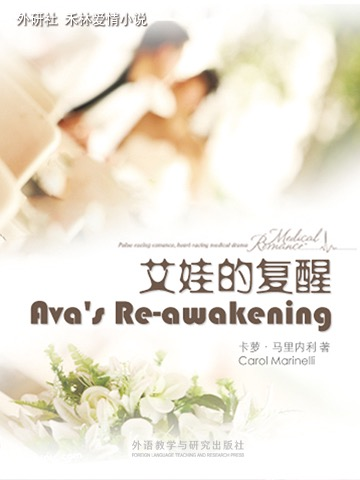 外研社 禾林爱情小说
Medical
Romance
Pulse-racing romance, heart-racing medical drama
艾娃的复醒
Ava's Re-awakening
卡萝·马里内利 著
Carol Marinelli
外语教学与研究出版社
FOREIGN LANGUAGE TEACHING AND RESEARCH PRESS